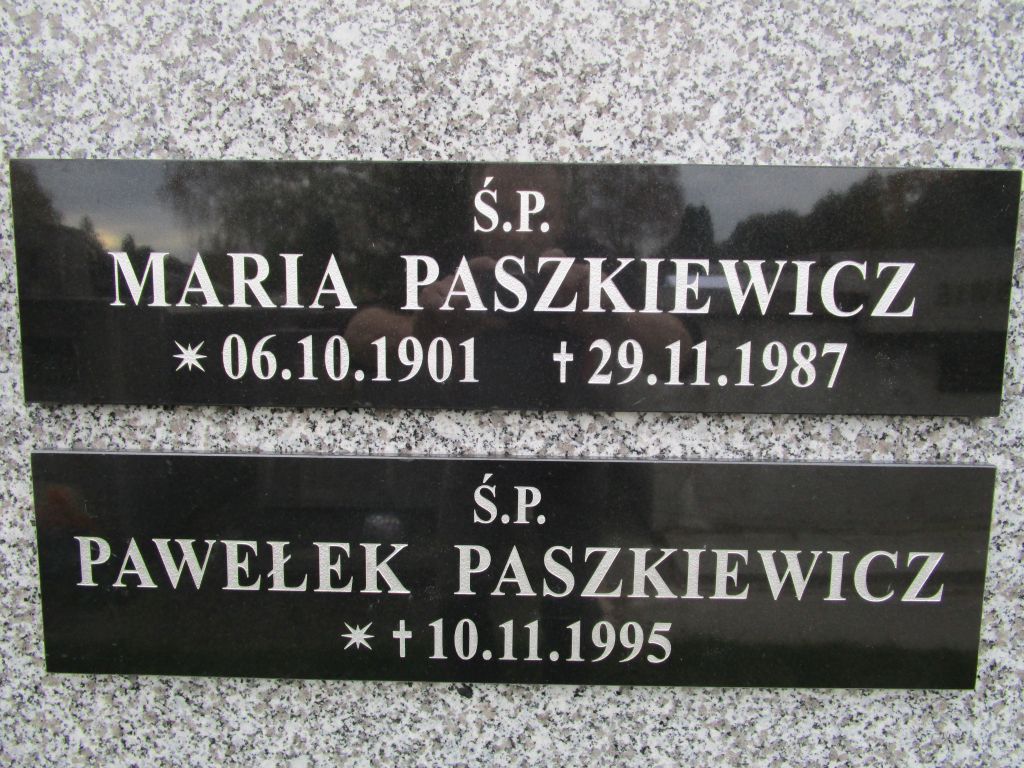 Ś.P.
MARIA PASZKIEWICZ
✴ 06.10.1901 ✝ 29.11.1987
Ś.P.
PAWEŁEK PASZKIEWICZ
✴ ✝ 10.11.1995